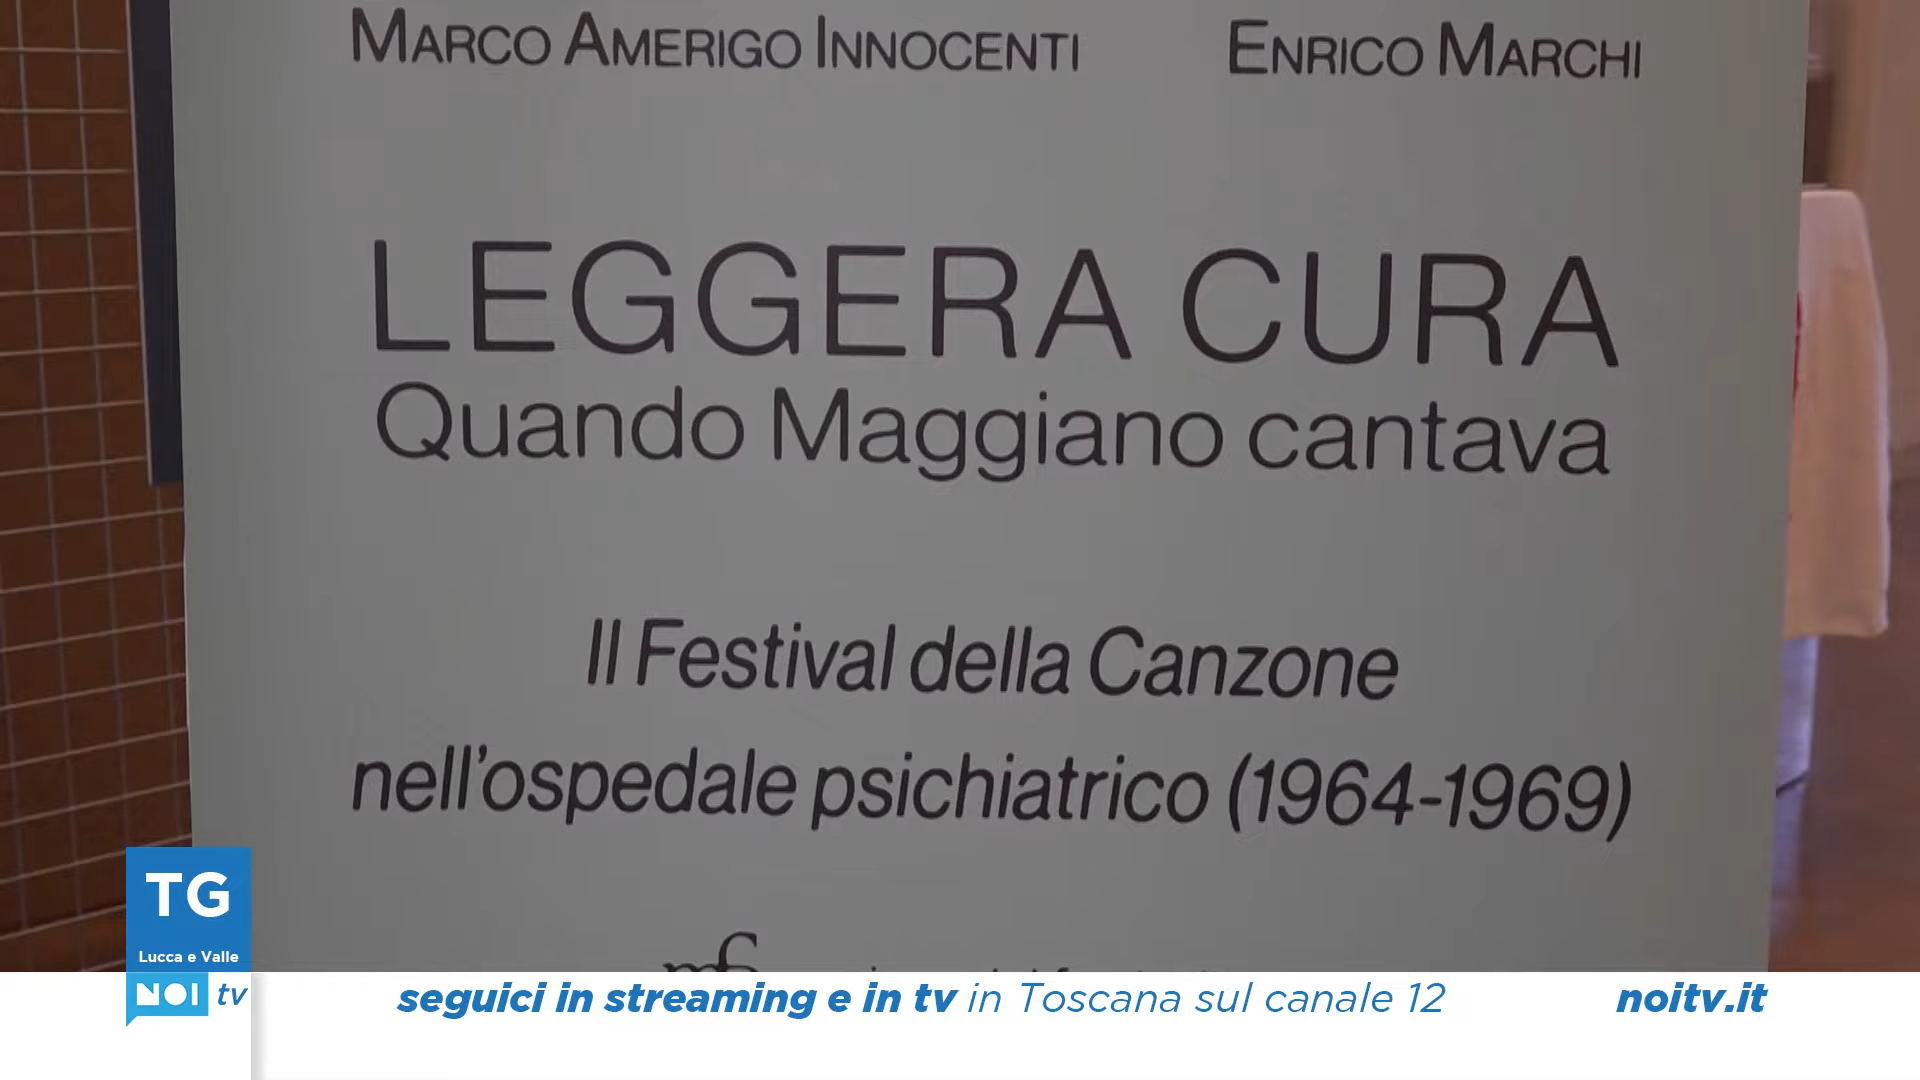 MARCO AMERIGO INNOCENTI ENRICO MARCHI
LEGGERA CURA
Quando Maggiano cantava
Il Festival della Canzone
nell'ospedale psichiatrico (1964-1969)
TG
Lucca e Valle
NOI tv
seguici in streaming e in tv in Toscana sul canale 12
noitv.it